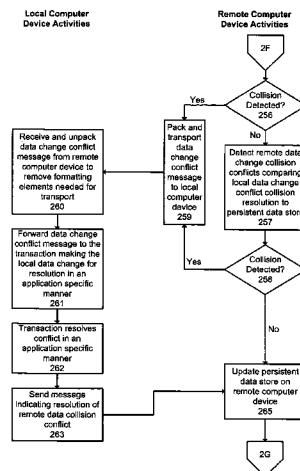 Local Computer
Device Activities
Remote Computer
Device Activities
2F
Collision
Detected?
256
Yes
No
Pack and
transport
data
change
conflict
message
to local
computer
device
259
Receive and unpack
data change conflict
message from remote
computer device to
remove formatting
elements needed for
transport
260
Detect remote data
change collision
conflicts comparing
local data change
conflict collision
resolution to
persistent data store
257
Forward data change
conflict message to the
transaction making the
local data change for
resolution in an
application specific
manner
261
Yes
Collision
Detected?
258
No
Transaction resolves
conflict in an
application specific
manner
262
Send message
indicating resolution of
remote data collision
conflict
263
Update persistent
data store on
remote computer
device
265
2G